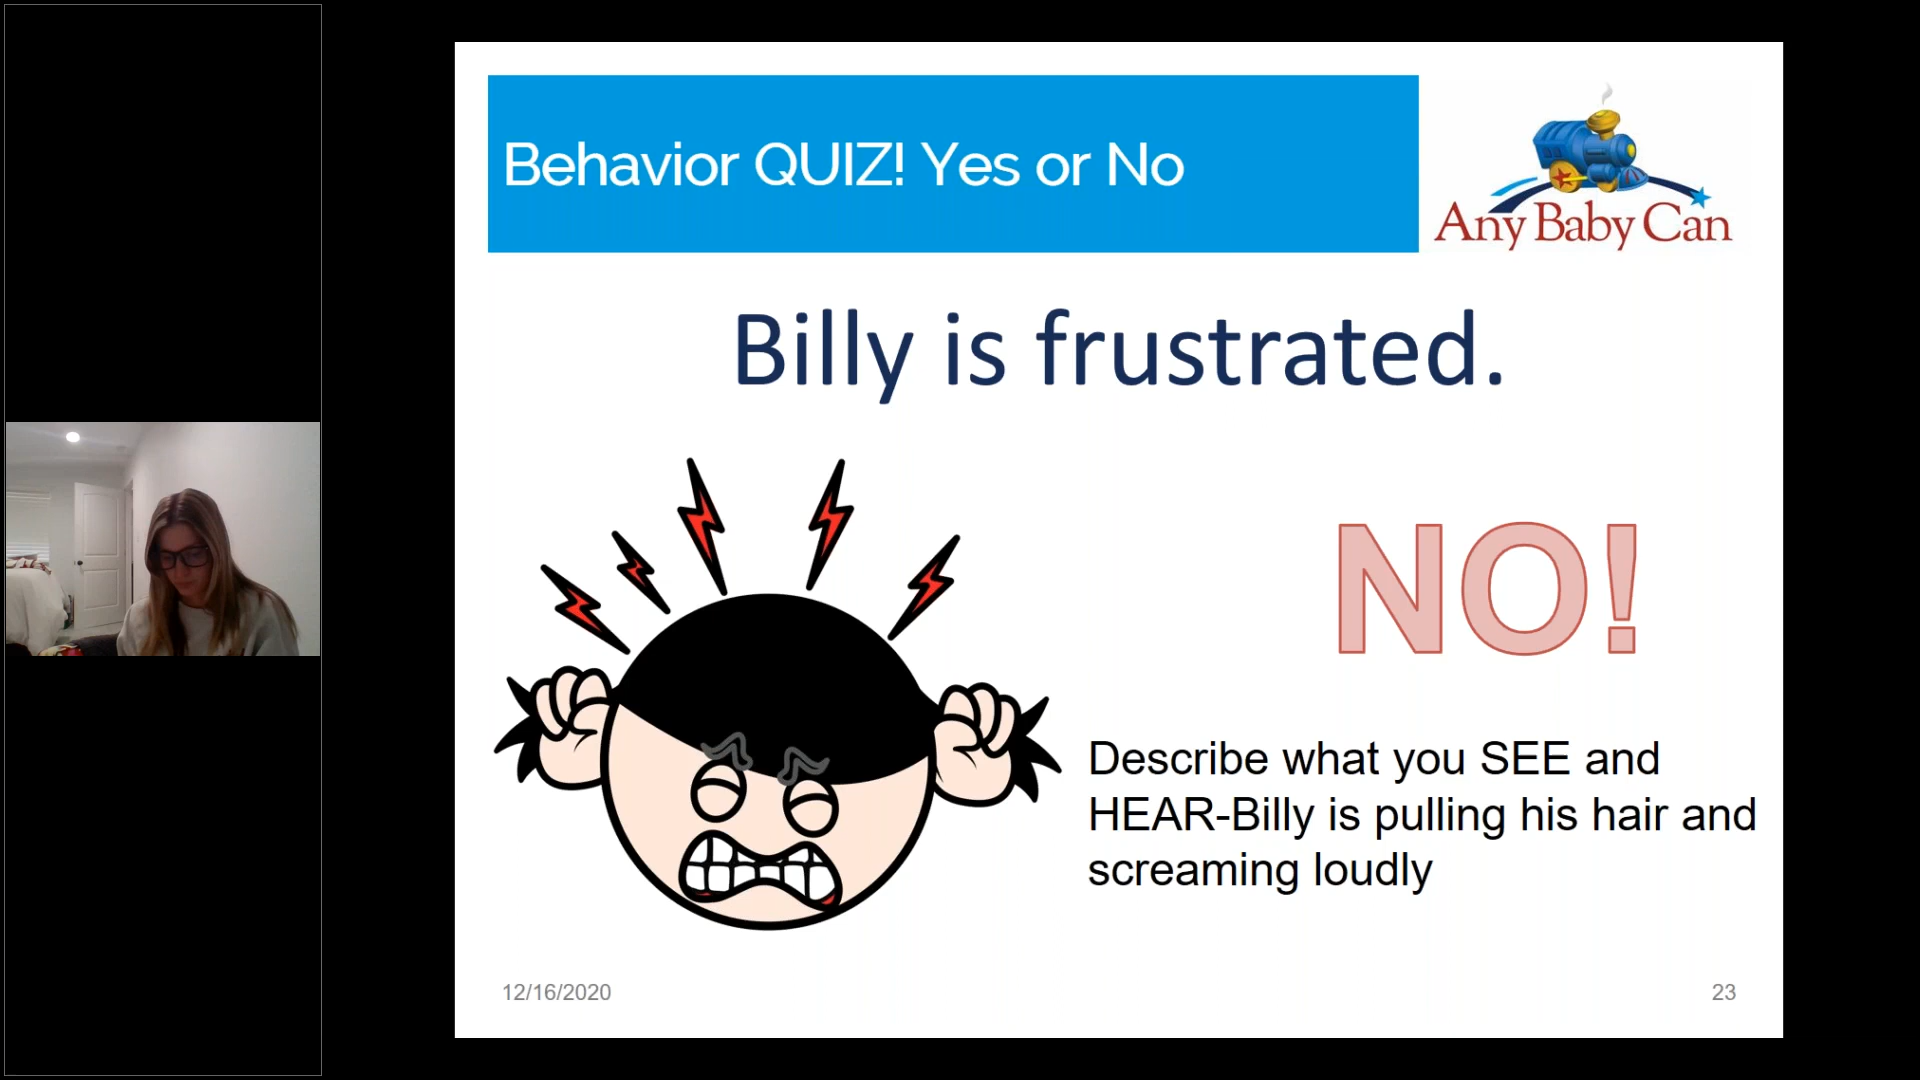 Behavior QUIZ! Yes or No
Any Baby Can
Billy is frustrated.
NO!
Describe what you SEE and
HEAR-Billy is pulling his hair and
screaming loudly
12/16/2020
23